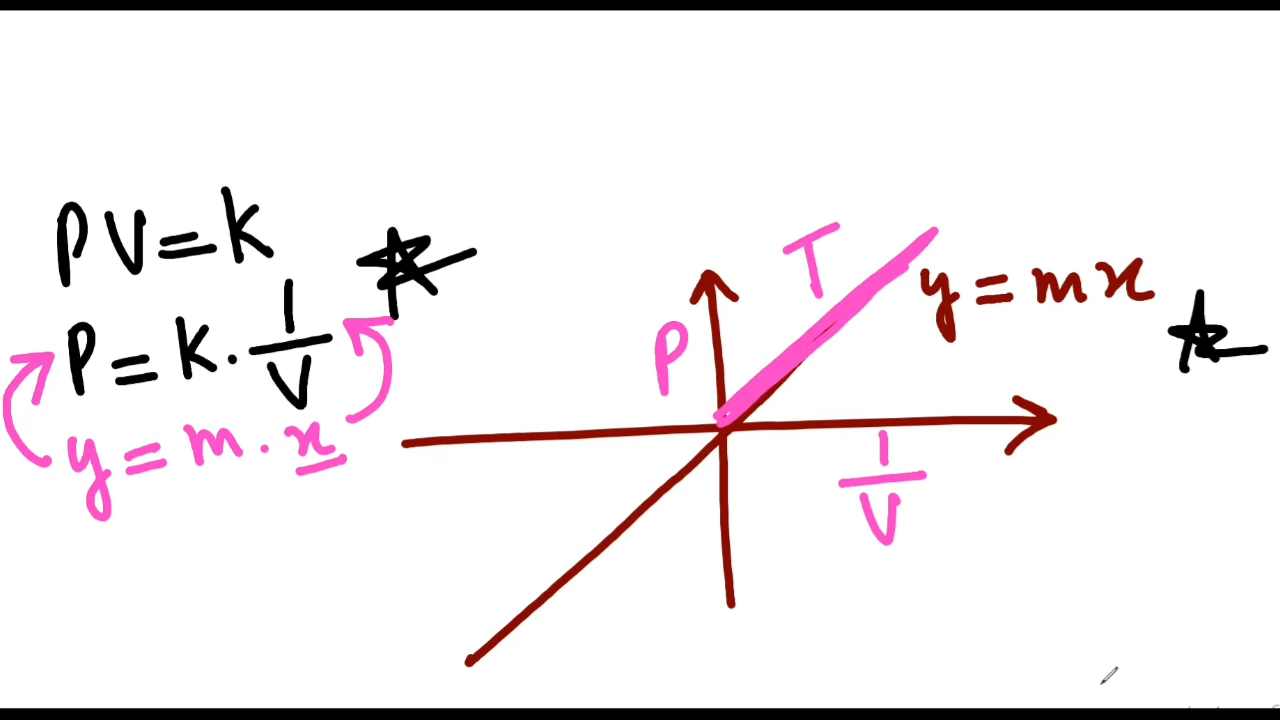 PV=K
P=K·1/V
y=m·x
T
y=mx
P
1/V